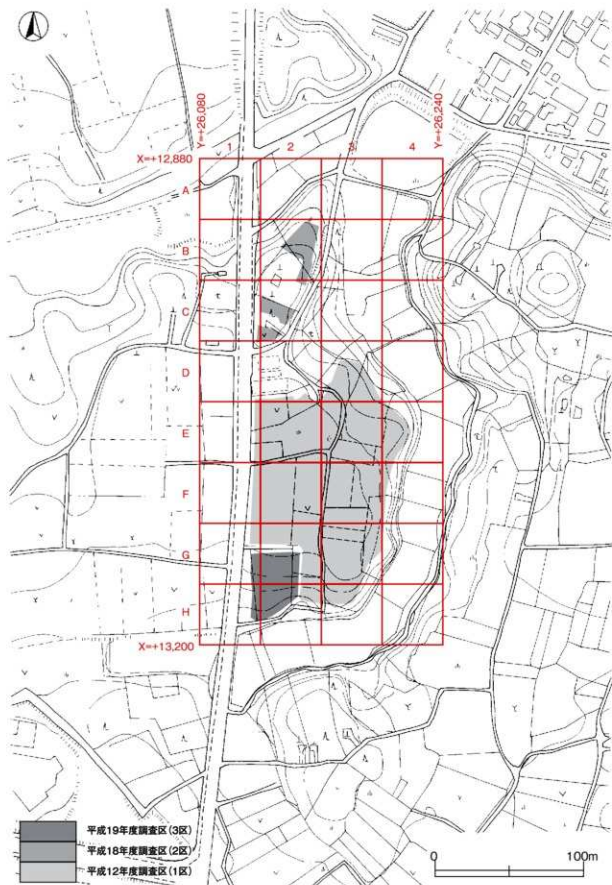 Y=+26,080
Y=+26,240
1 2 3 4
X=+12,880
A
B
C
D
E
F
G
H
X=+13,200
平成19年度調査区(3区)
平成18年度調査区(2区)
平成12年度調査区(1区)
0 100m